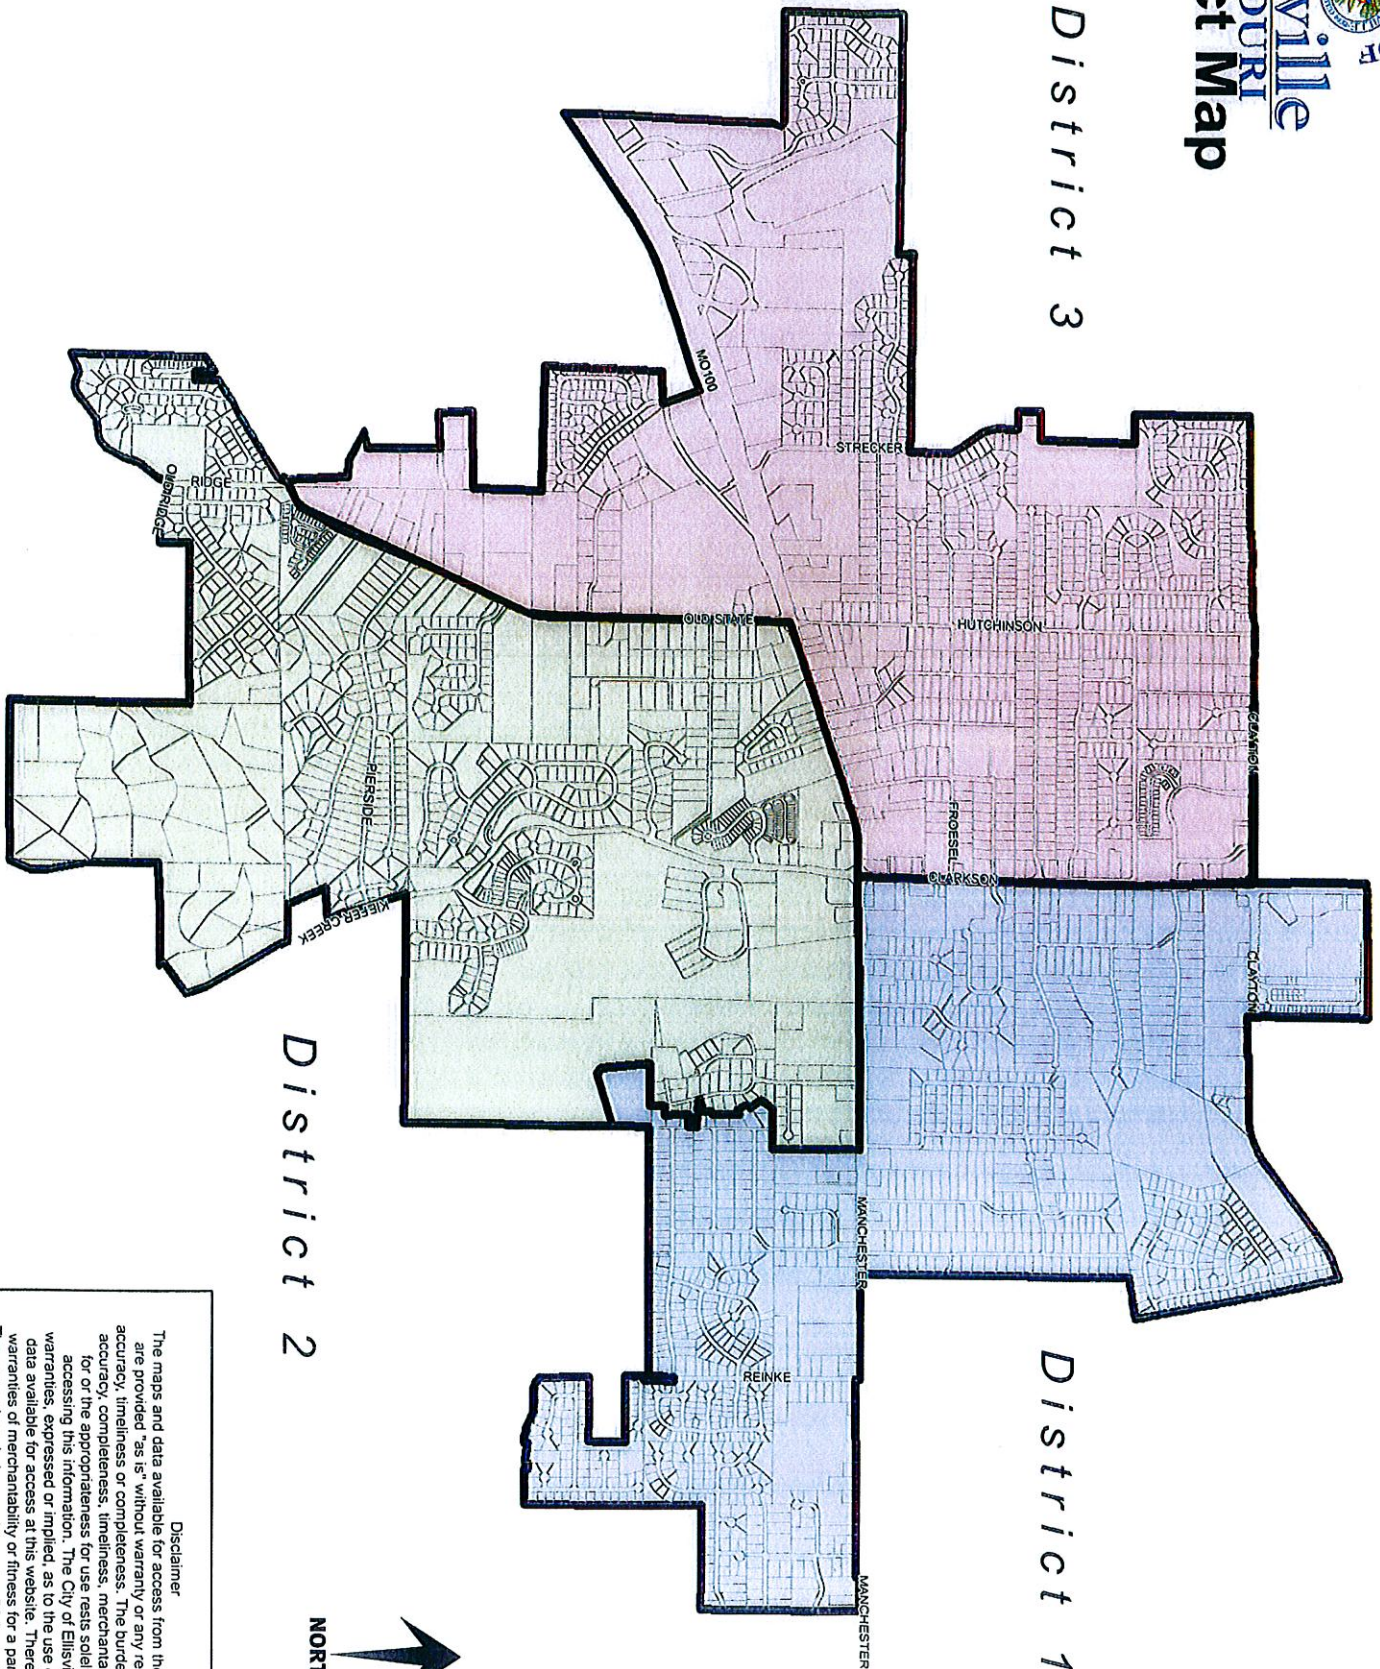 OF
ville
OURI
ct Map
District 3
District 1
District 2
CLAYTON
CLAYTON
HUTCHINSON
STRECKER
FROESEL
CLARKSON
MO100
OLD STATE
MANCHESTER
MANCHESTER
REINKE
PIERSIDE
KIEFER CREEK
RIDGE
NORT
Disclaimer
The maps and data available for access from the
are provided "as is" without warranty or any re
accuracy, timeliness or completeness. The burde
accuracy, completeness, timeliness, merchanta
for or the appropriateness for use rests solel
accessing this information. The City of Ellisvi
warranties, expressed or implied, as to the use
data available for access at this website. There
warranties of merchantability or fitness for a par